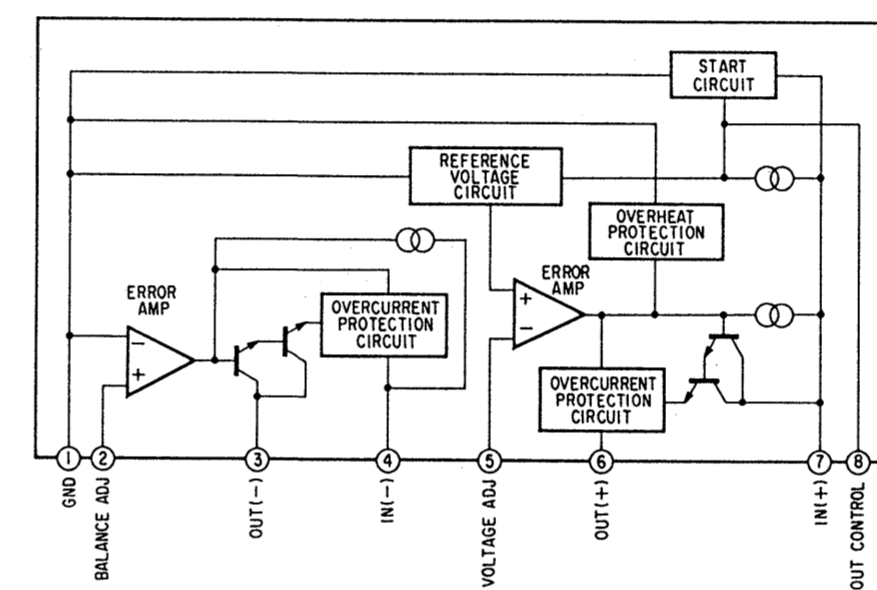 START
CIRCUIT
REFERENCE
VOLTAGE
CIRCUIT
OVERHEAT
PROTECTION
CIRCUIT
ERROR
AMP
+
−
ERROR
AMP
−
+
OVERCURRENT
PROTECTION
CIRCUIT
OVERCURRENT
PROTECTION
CIRCUIT
1
2
3
4
5
6
7
8
GND
BALANCE ADJ
OUT(−)
IN(−)
VOLTAGE ADJ
OUT(+)
IN(+)
OUT CONTROL